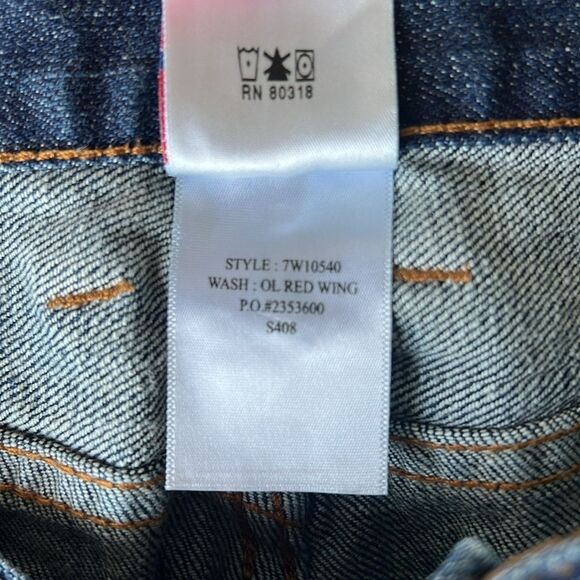 RN 80318
STYLE : 7W10540
WASH : OL RED WING
P.O.#2353600
S408